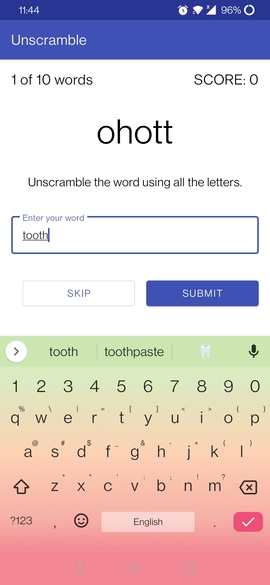 11:44 96%
Unscramble
1 of 10 words SCORE: 0
ohott
Unscramble the word using all the letters.
Enter your word
tooth
SKIP SUBMIT
tooth toothpaste 🦷
1 2 3 4 5 6 7 8 9 0
q% w\ e| r= t[ y] u< i> o{ p}
a@ s# d$ f- g& h- j+ k( l)
z* x" c' v: b; n! m?
?123 , English .